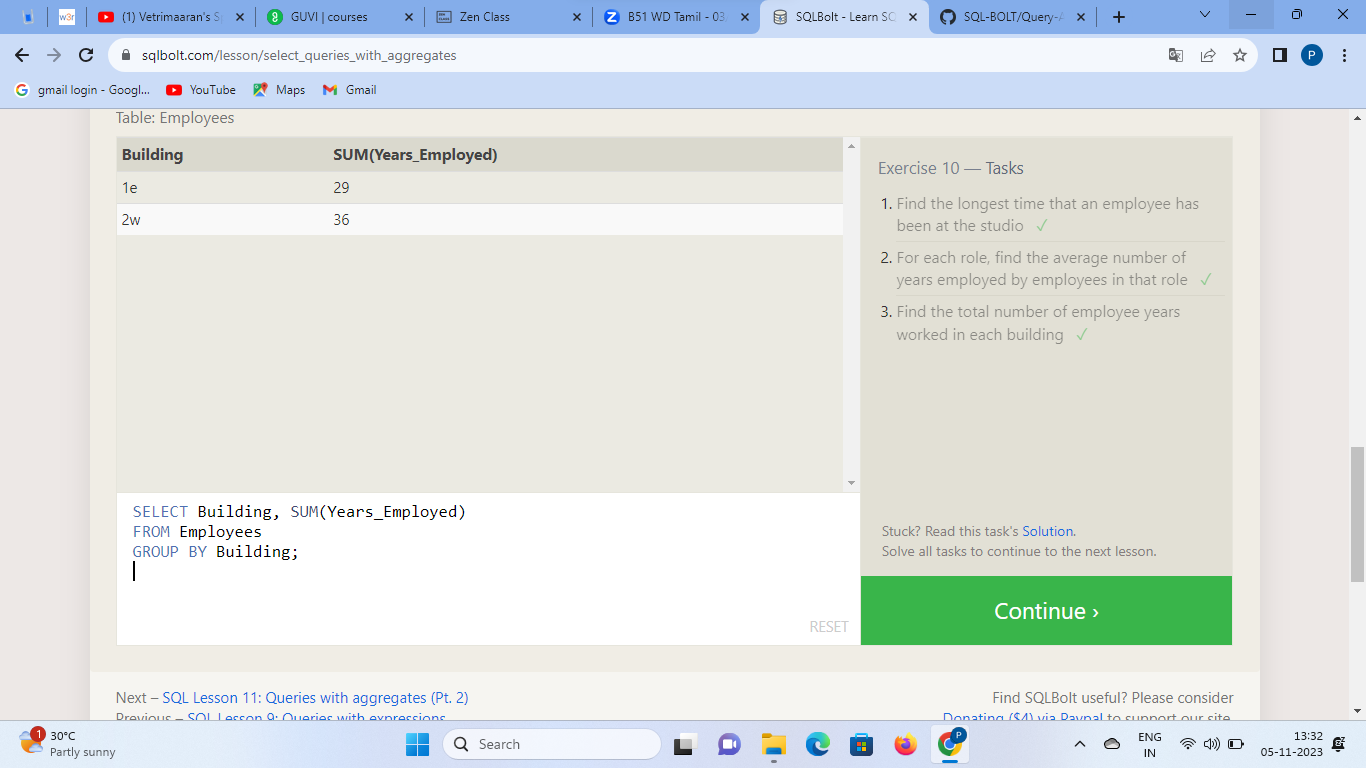 (1) Vetrimaaran's S
GUVI | courses
Zen Class
B51 WD Tamil - 03
SQLBolt - Learn SQ
SQL-BOLT/Query-A
sqlbolt.com/lesson/select_queries_with_aggregates
P
gmail login - Googl...
YouTube
Maps
Gmail
Table: Employees
Building SUM(Years_Employed)
1e 29
2w 36
Exercise 10 — Tasks
1. Find the longest time that an employee has
been at the studio ✓
2. For each role, find the average number of
years employed by employees in that role ✓
3. Find the total number of employee years
worked in each building ✓
SELECT Building, SUM(Years_Employed)
FROM Employees
GROUP BY Building;
RESET
Stuck? Read this task's Solution.
Solve all tasks to continue to the next lesson.
Continue ›
Next – SQL Lesson 11: Queries with aggregates (Pt. 2)
Previous – SQL Lesson 9: Queries with expressions
Find SQLBolt useful? Please consider
Donating ($4) via Paypal to support our site.
1
30°C
Partly sunny
Search
P
ENG
IN
13:32
05-11-2023